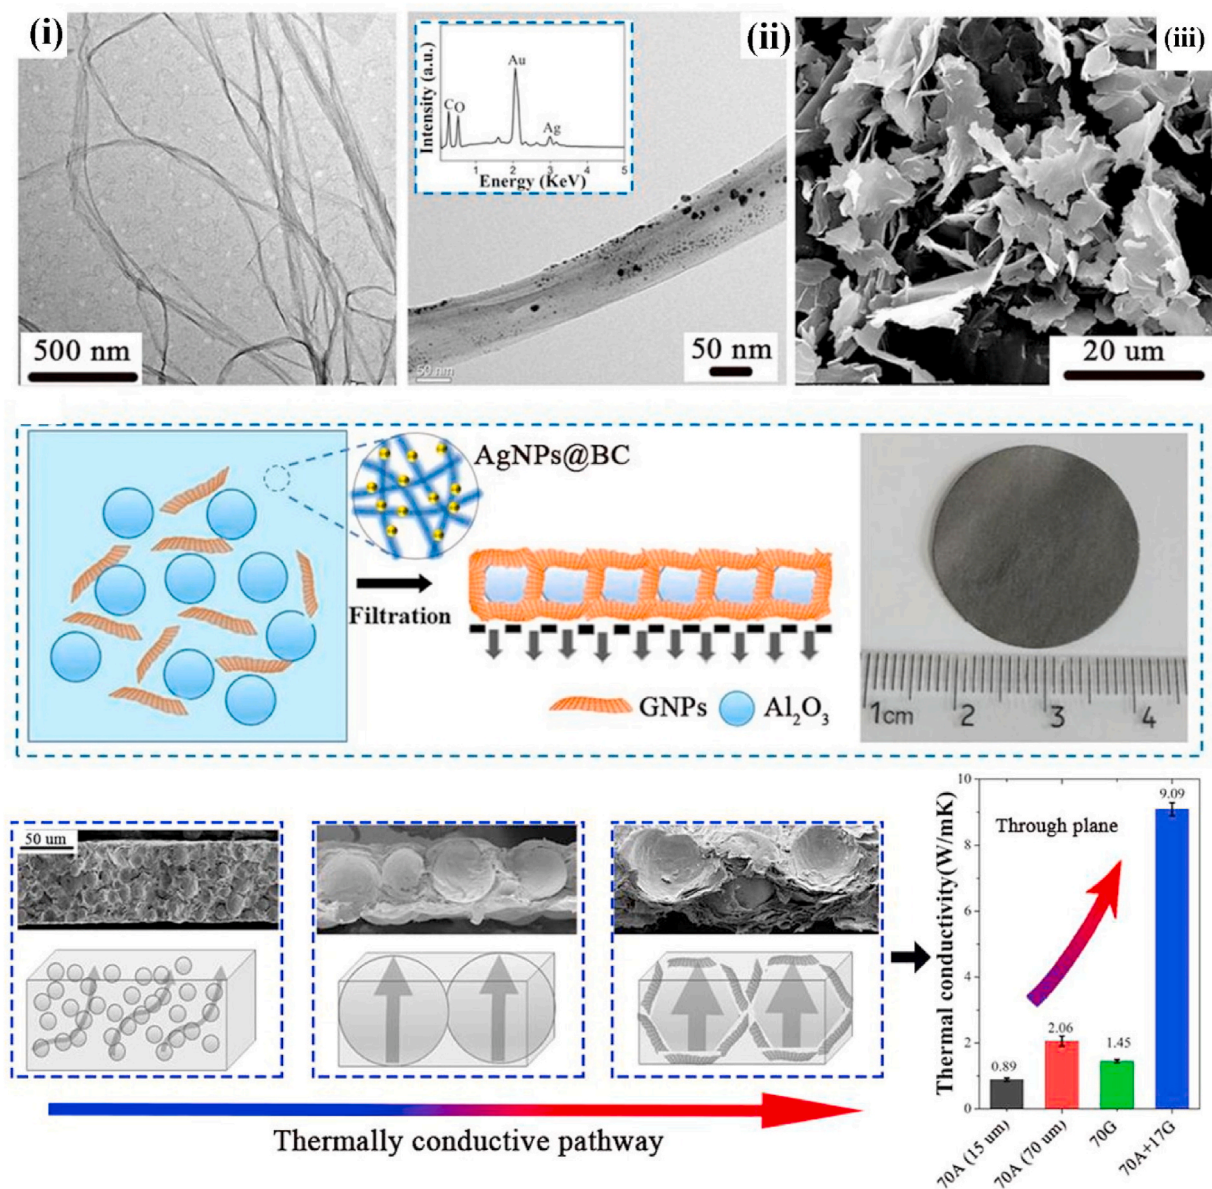 (i)
500 nm
(ii)
Intensity (a.u.)
C
O
Au
Ag
1
2
3
4
5
Energy (KeV)
50 nm
50 nm
(iii)
20 um
AgNPs@BC
Filtration
GNPs
Al₂O₃
1cm
2
3
4
50 um
Thermally conductive pathway
Thermal conductivity(W/mK)
10
8
6
4
2
0
Through plane
0.89
2.06
1.45
9.09
70A (15 um)
70A (70 um)
70G
70A+17G